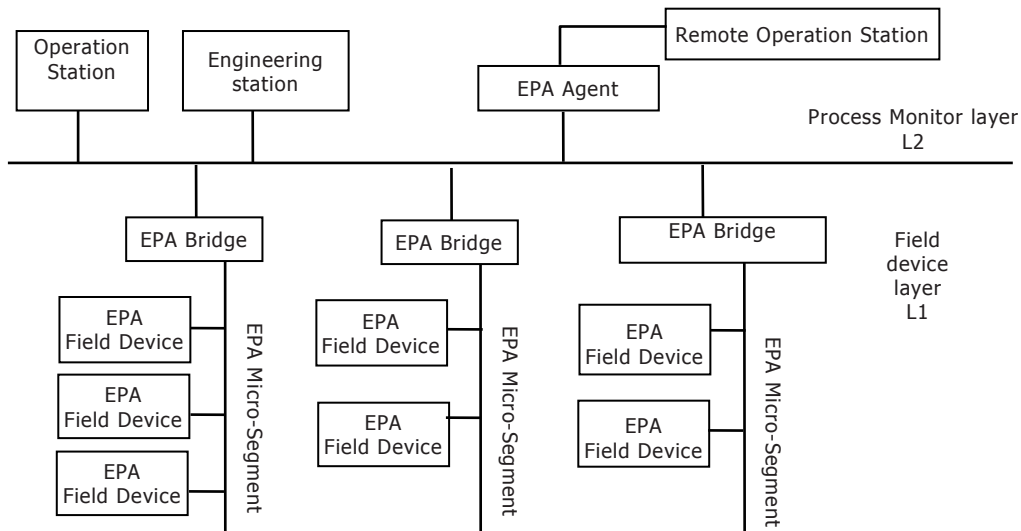 Operation
Station
Engineering
station
Remote Operation Station
EPA Agent
Process Monitor layer
L2
EPA Bridge
EPA Bridge
EPA Bridge
Field
device
layer
L1
EPA
Field Device
EPA
Field Device
EPA
Field Device
EPA Micro-Segment
EPA
Field Device
EPA
Field Device
EPA Micro-Segment
EPA
Field Device
EPA
Field Device
EPA Micro-Segment